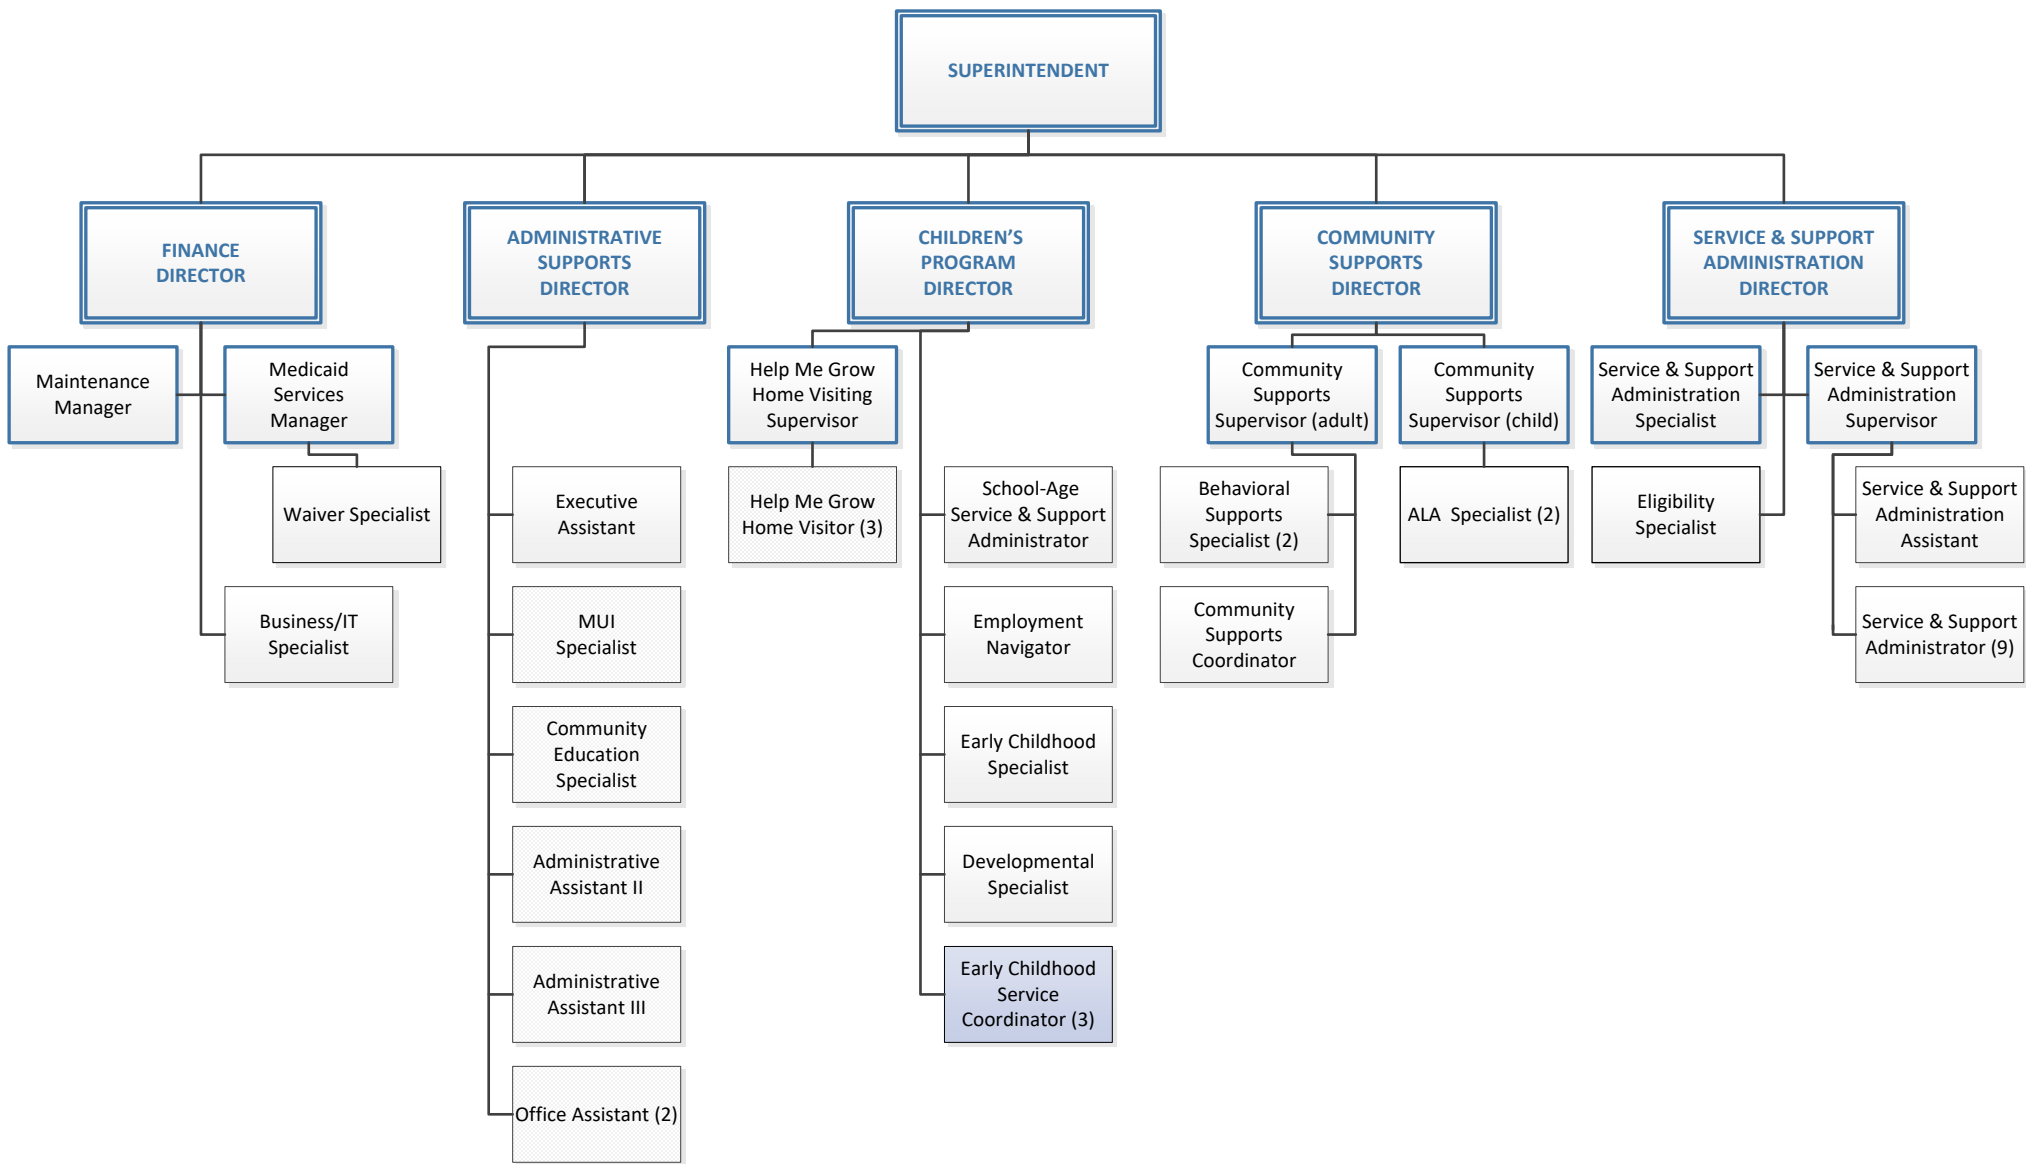 SUPERINTENDENT
FINANCE
DIRECTOR
ADMINISTRATIVE
SUPPORTS
DIRECTOR
CHILDREN’S
PROGRAM
DIRECTOR
COMMUNITY
SUPPORTS
DIRECTOR
SERVICE & SUPPORT
ADMINISTRATION
DIRECTOR
Maintenance
Manager
Medicaid
Services
Manager
Help Me Grow
Home Visiting
Supervisor
Community
Supports
Supervisor (adult)
Community
Supports
Supervisor (child)
Service & Support
Administration
Specialist
Service & Support
Administration
Supervisor
Waiver Specialist
Executive
Assistant
Help Me Grow
Home Visitor (3)
School-Age
Service & Support
Administrator
Behavioral
Supports
Specialist (2)
ALA Specialist (2)
Eligibility
Specialist
Service & Support
Administration
Assistant
Business/IT
Specialist
MUI
Specialist
Employment
Navigator
Community
Supports
Coordinator
Service & Support
Administrator (9)
Community
Education
Specialist
Early Childhood
Specialist
Administrative
Assistant II
Developmental
Specialist
Administrative
Assistant III
Early Childhood
Service
Coordinator (3)
Office Assistant (2)